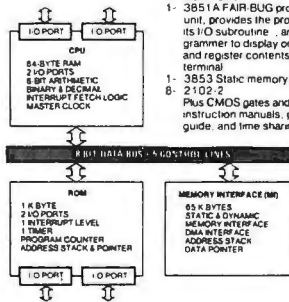 I/O PORT
I/O PORT
CPU
64-BYTE RAM
2 I/O PORTS
8-BIT ARITHMETIC
BINARY & DECIMAL
INTERRUPT FETCH LOGIC
MASTER CLOCK
1- 3851 A FAIR-BUG pro
unit, provides the pro
its I/O subroutine , an
grammer to display or
and register contents
terminal
1- 3853 Static memory
8- 2102-2
Plus CMOS gates and
instruction manuals, p
guide, and time sharin
8 BIT DATA BUS + 5 CONTROL LINES
ROM
1 K BYTE
2 I/O PORTS
1 INTERRUPT LEVEL
1 TIMER
PROGRAM COUNTER
ADDRESS STACK & POINTER
I/O PORT
I/O PORT
MEMORY INTERFACE (MI)
65 K BYTES
STATIC & DYNAMIC
MEMORY INTERFACE
DMA INTERFACE
ADDRESS STACK
DATA POINTER